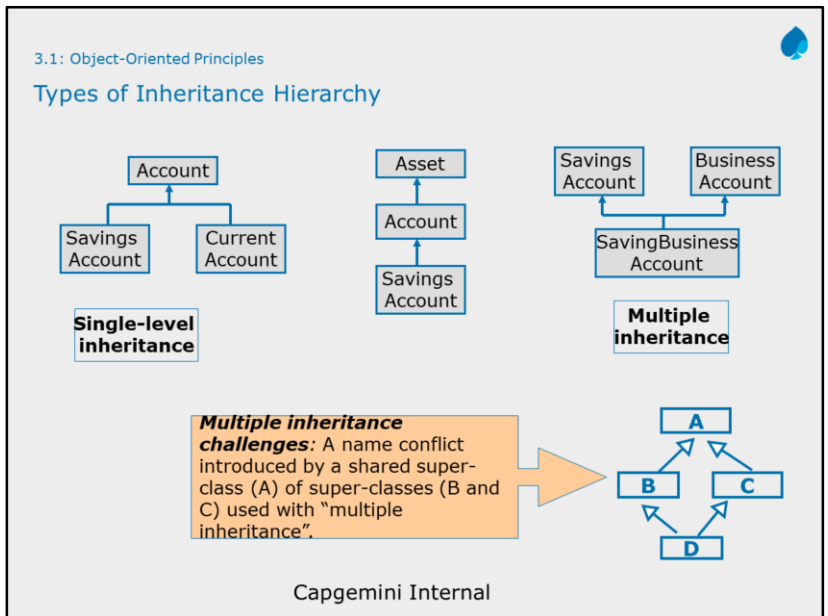 3.1: Object-Oriented Principles
Types of Inheritance Hierarchy
Account
Savings
Account
Current
Account
Single-level
inheritance
Asset
Account
Savings
Account
Savings
Account
Business
Account
SavingBusiness
Account
Multiple
inheritance
Multiple inheritance
challenges: A name conflict
introduced by a shared super-
class (A) of super-classes (B and
C) used with “multiple
inheritance”.
A
B
C
D
Capgemini Internal